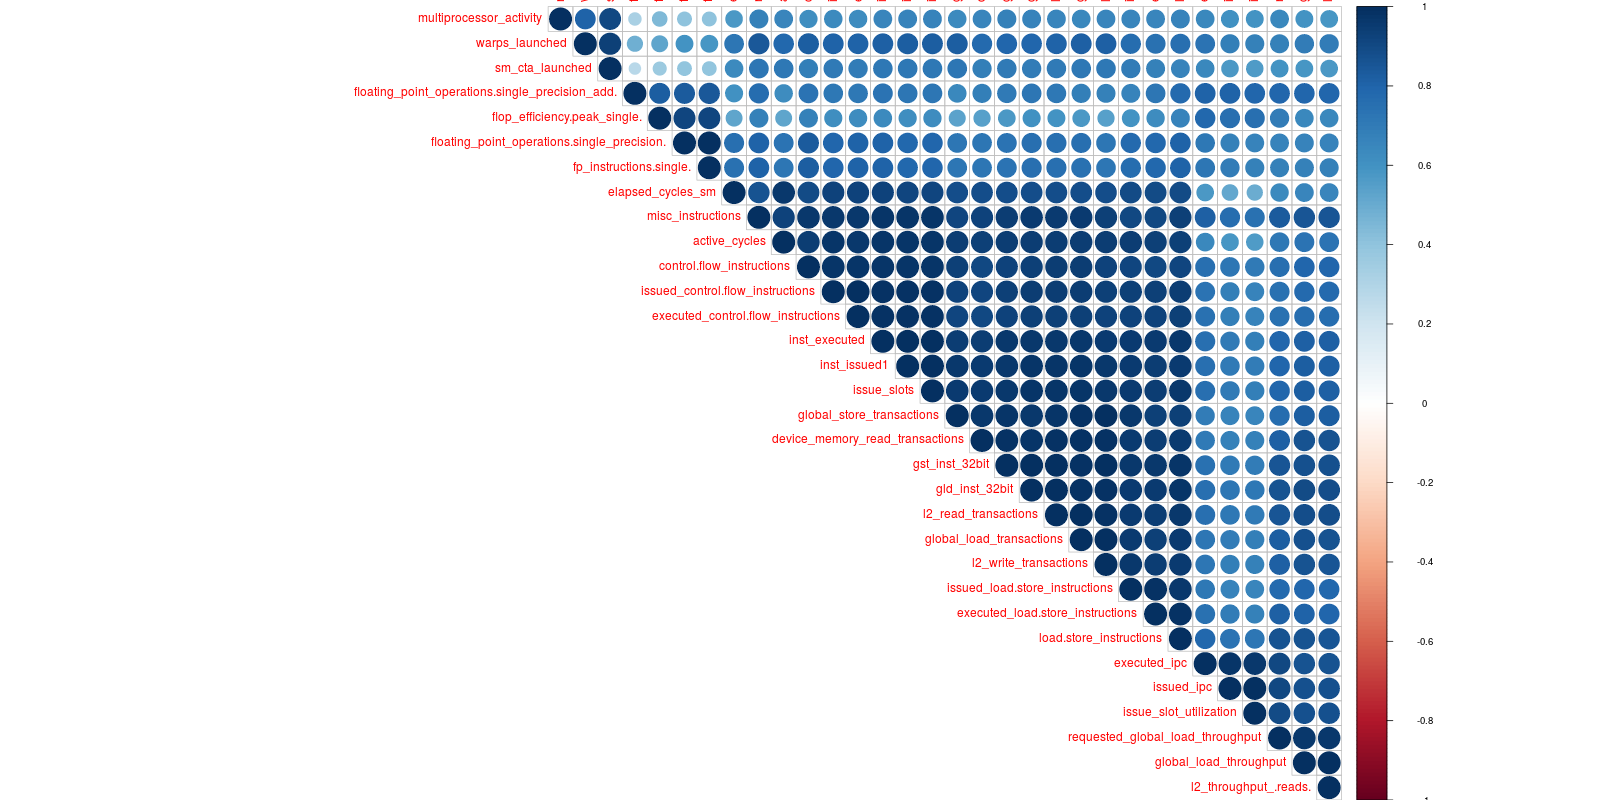 multiprocessor_activity
warps_launched
sm_cta_launched
floating_point_operations.single_precision_add.
flop_efficiency.peak_single.
floating_point_operations.single_precision.
fp_instructions.single.
elapsed_cycles_sm
misc_instructions
active_cycles
control.flow_instructions
issued_control.flow_instructions
executed_control.flow_instructions
inst_executed
inst_issued1
issue_slots
global_store_transactions
device_memory_read_transactions
gst_inst_32bit
gld_inst_32bit
l2_read_transactions
global_load_transactions
l2_write_transactions
issued_load.store_instructions
executed_load.store_instructions
load.store_instructions
executed_ipc
issued_ipc
issue_slot_utilization
requested_global_load_throughput
global_load_throughput
l2_throughput_.reads.
1
0.8
0.6
0.4
0.2
0
-0.2
-0.4
-0.6
-0.8